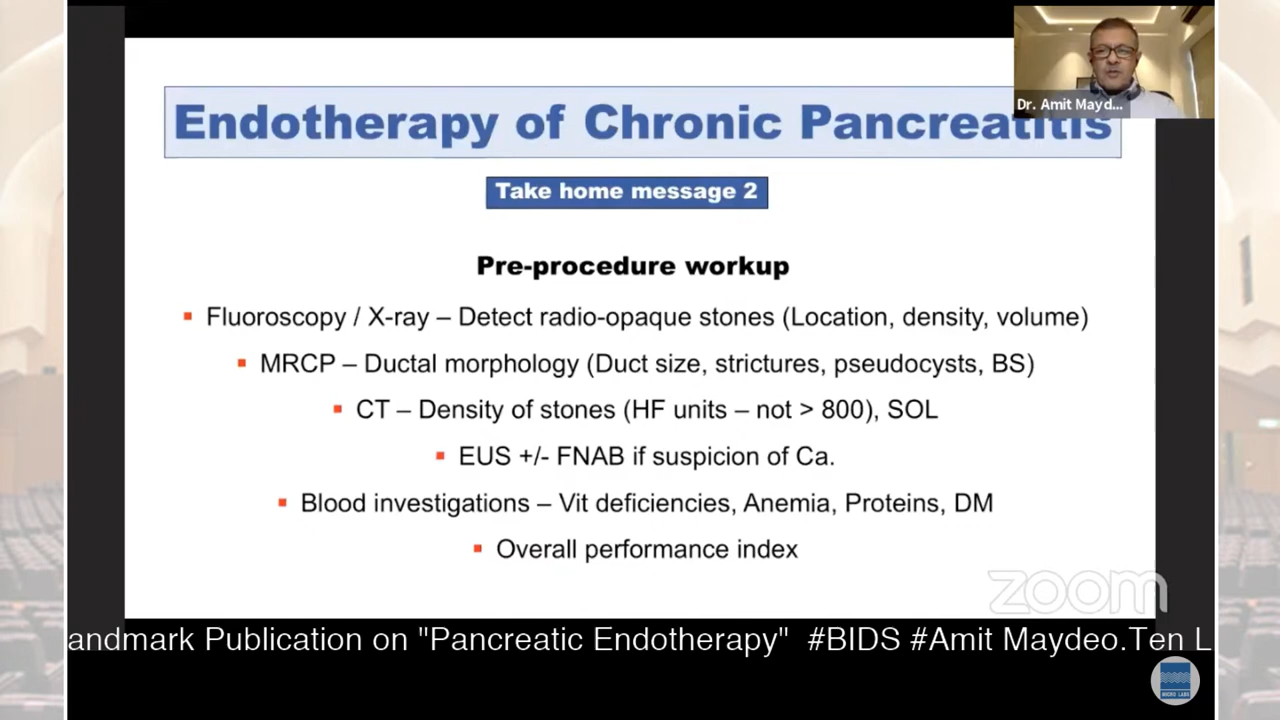 Dr. Amit Mayd...
Endotherapy of Chronic Pancreatitis
Take home message 2
Pre-procedure workup
▪ Fluoroscopy / X-ray – Detect radio-opaque stones (Location, density, volume)
▪ MRCP – Ductal morphology (Duct size, strictures, pseudocysts, BS)
▪ CT – Density of stones (HF units – not > 800), SOL
▪ EUS +/- FNAB if suspicion of Ca.
▪ Blood investigations – Vit deficiencies, Anemia, Proteins, DM
▪ Overall performance index
zoom
andmark Publication on "Pancreatic Endotherapy" #BIDS #Amit Maydeo.Ten L
MICRO LABS